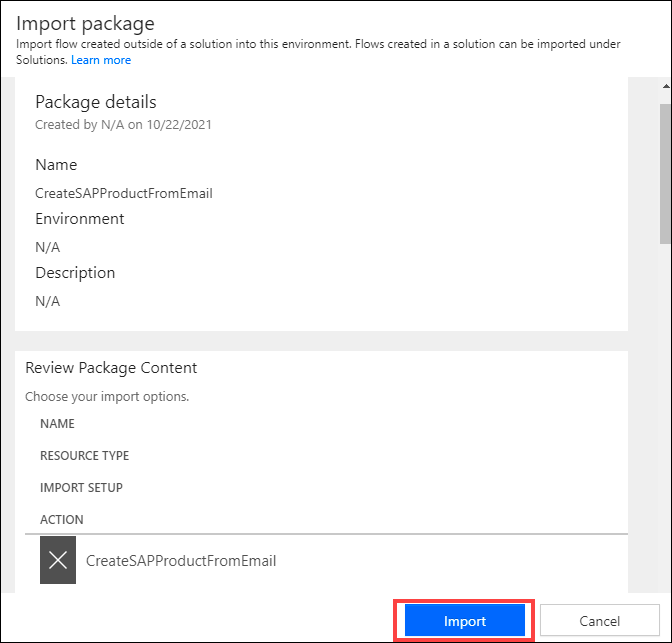 Import package
Import flow created outside of a solution into this environment. Flows created in a solution can be imported under
Solutions. Learn more
Package details
Created by N/A on 10/22/2021
Name
CreateSAPProductFromEmail
Environment
N/A
Description
N/A
Review Package Content
Choose your import options.
NAME
RESOURCE TYPE
IMPORT SETUP
ACTION
CreateSAPProductFromEmail
Import
Cancel